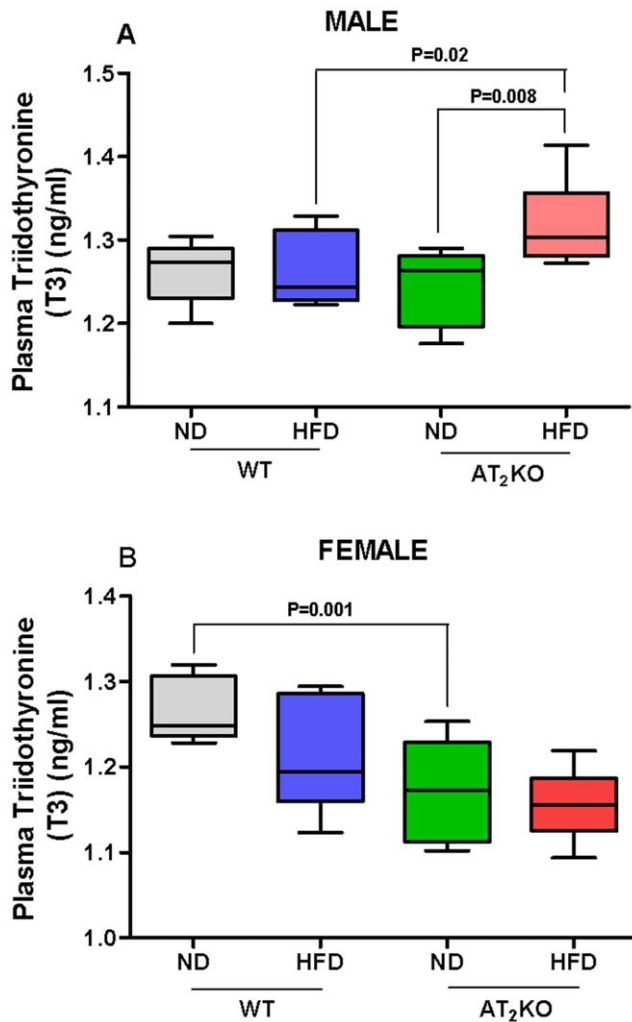 A
MALE
P=0.02
P=0.008
Plasma Triidothyronine
(T3) (ng/ml)
1.5
1.4
1.3
1.2
1.1
ND
HFD
ND
HFD
WT
AT₂KO
B
FEMALE
P=0.001
Plasma Triidothyronine
(T3) (ng/ml)
1.4
1.3
1.2
1.1
1.0
ND
HFD
ND
HFD
WT
AT₂KO